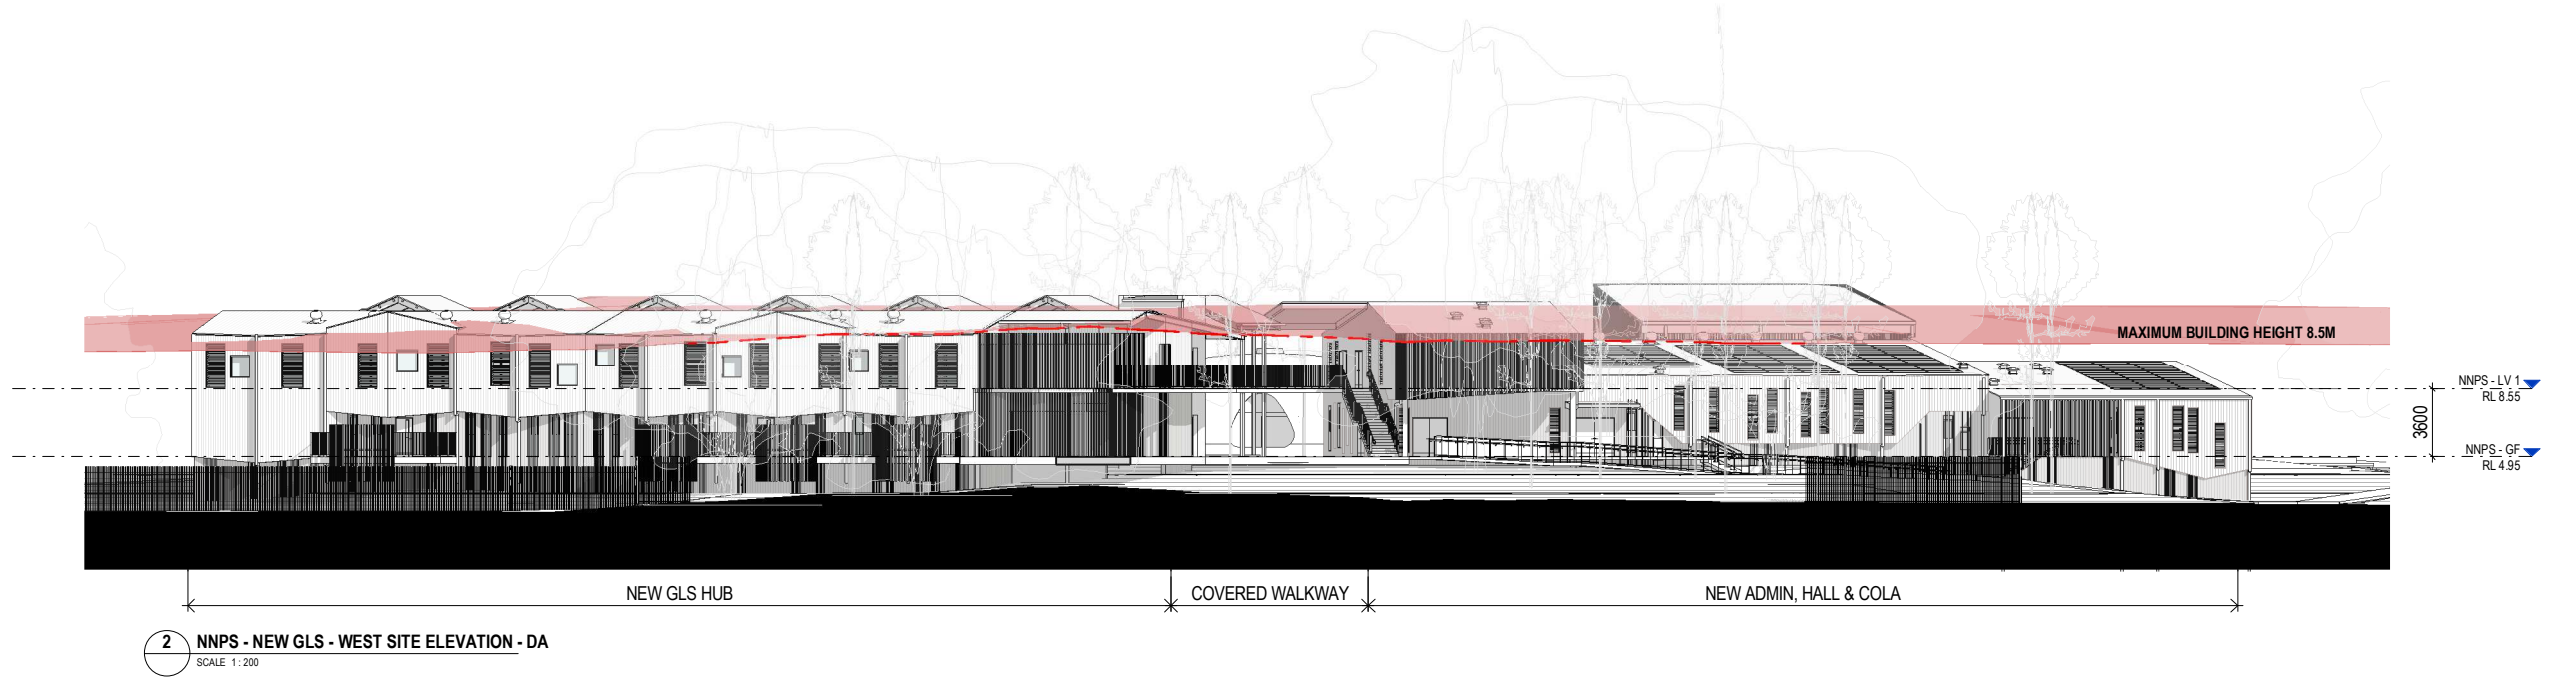 MAXIMUM BUILDING HEIGHT 8.5M
NNPS - LV 1
RL 8.55
3600
NNPS - GF
RL 4.95
NEW GLS HUB
COVERED WALKWAY
NEW ADMIN, HALL & COLA
2
NNPS - NEW GLS - WEST SITE ELEVATION - DA
SCALE 1 : 200